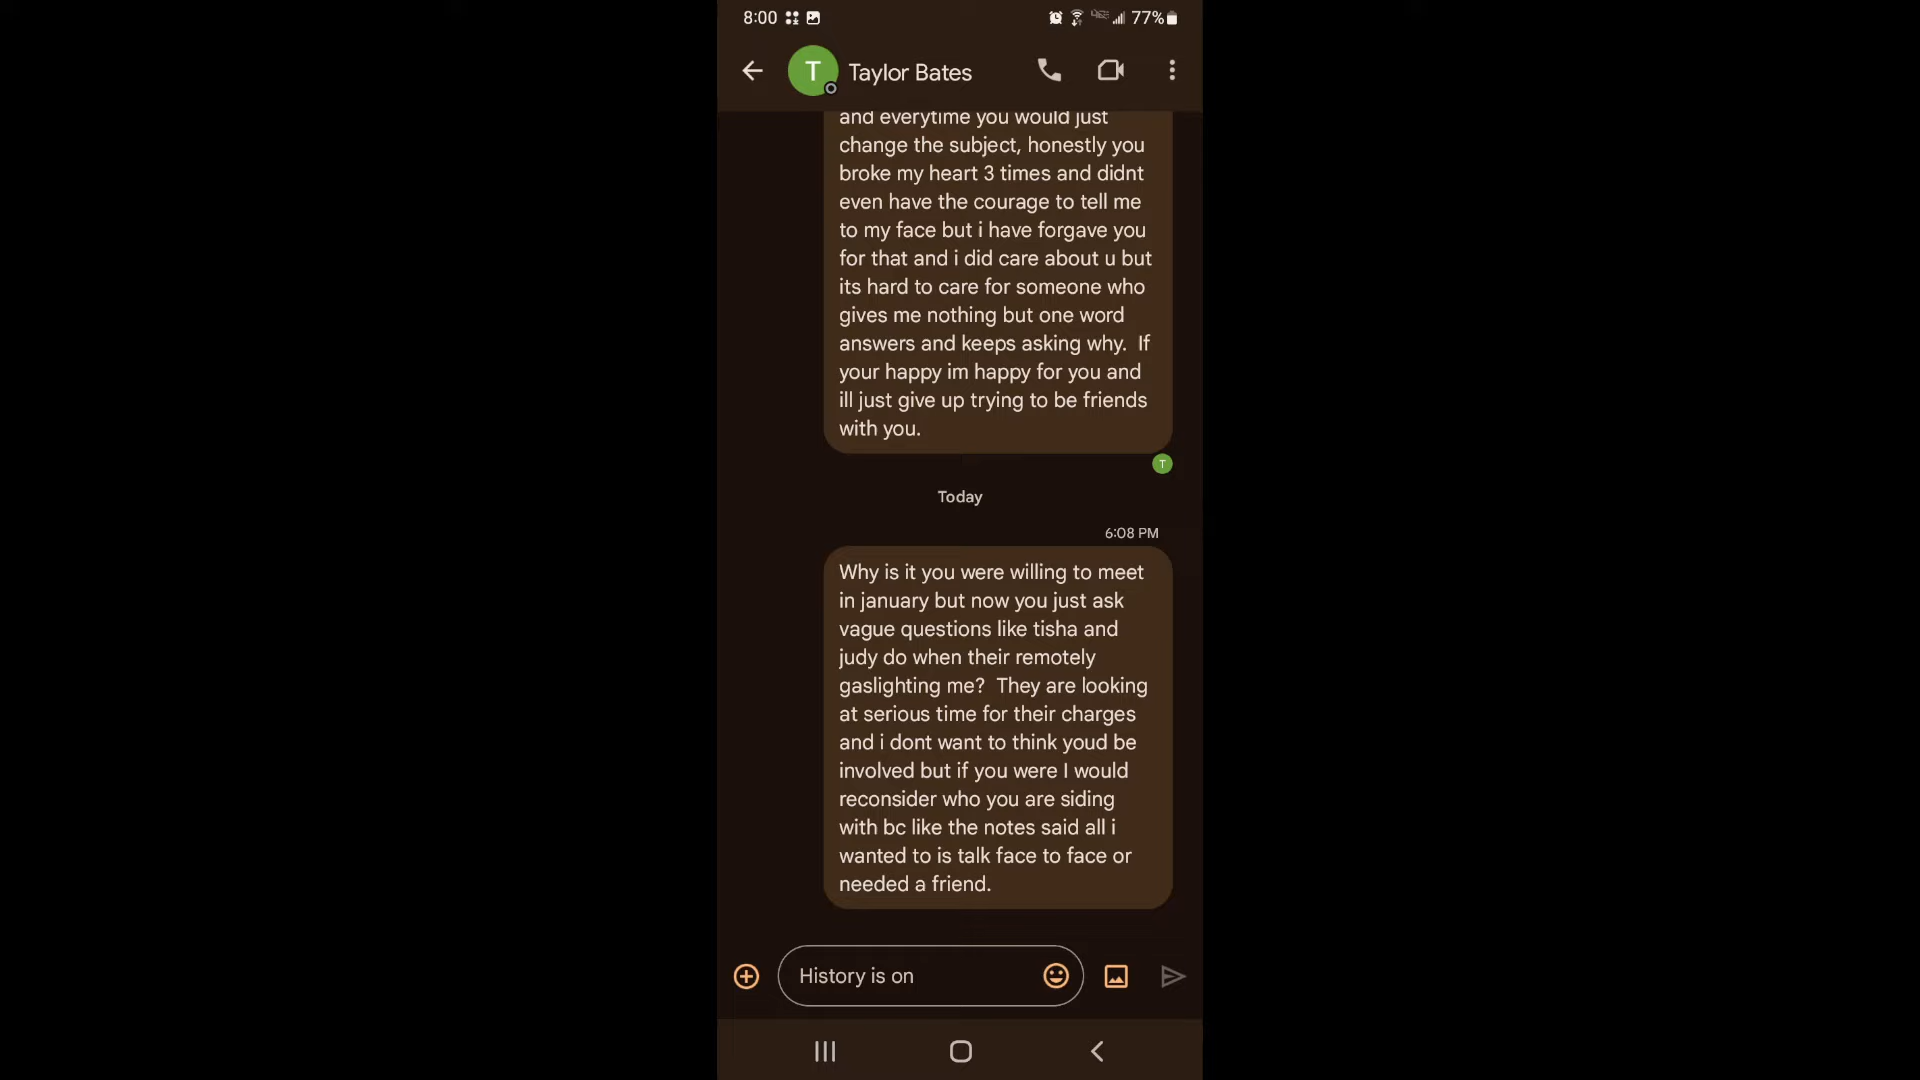 8:00
77%
T
Taylor Bates
and everytime you would just
change the subject, honestly you
broke my heart 3 times and didnt
even have the courage to tell me
to my face but i have forgave you
for that and i did care about u but
its hard to care for someone who
gives me nothing but one word
answers and keeps asking why.  If
your happy im happy for you and
ill just give up trying to be friends
with you.
T
Today
6:08 PM
Why is it you were willing to meet
in january but now you just ask
vague questions like tisha and
judy do when their remotely
gaslighting me?  They are looking
at serious time for their charges
and i dont want to think youd be
involved but if you were I would
reconsider who you are siding
with bc like the notes said all i
wanted to is talk face to face or
needed a friend.
History is on